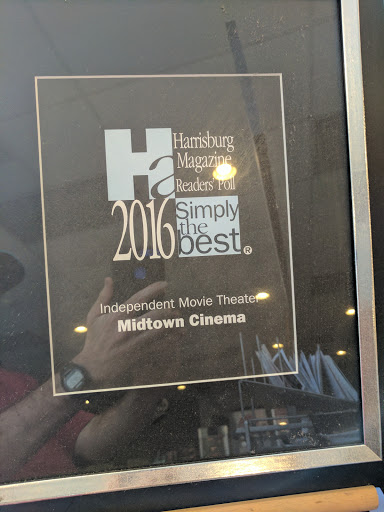 Ha
Harrisburg
Magazine
Readers' Poll
2016
Simply
the
best®
Independent Movie Theater
Midtown Cinema